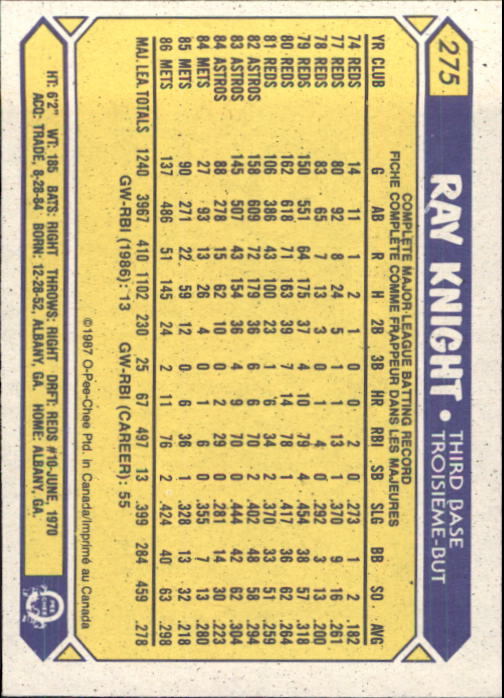 275
RAY KNIGHT • THIRD BASE
TROISIÈME-BUT
COMPLETE MAJOR LEAGUE BATTING RECORD
FICHE COMPLÈTE COMME FRAPPEUR DANS LES MAJEURES
YR CLUB G AB R H 2B 3B HR RBI SB SLG BB SO AVG
74 REDS 14 11 1 2 1 0 0 2 0 .273 1 2 .182
77 REDS 80 92 8 24 5 1 1 13 1 .370 9 16 .261
78 REDS 83 65 7 13 3 0 1 4 0 .292 3 13 .200
79 REDS 150 551 64 175 37 4 10 79 4 .454 38 57 .318
80 REDS 162 618 71 163 39 7 14 78 1 .417 36 62 .264
81 REDS 106 386 43 100 23 1 6 34 2 .370 33 51 .259
82 ASTROS 158 609 72 179 36 6 6 70 2 .402 48 58 .294
83 ASTROS 145 507 43 154 36 4 9 70 0 .444 42 62 .304
84 ASTROS 88 278 15 62 10 0 2 29 0 .281 14 30 .223
84 METS 27 93 13 26 4 0 1 6 0 .355 7 13 .280
85 METS 90 271 22 59 12 0 6 36 1 .328 13 32 .218
86 METS 137 486 51 145 24 2 11 76 2 .424 40 63 .298
MAJ. LEA. TOTALS 1240 3967 410 1102 230 25 67 497 13 .399 284 459 .278
GW-RBI (1986): 13 GW-RBI (CAREER): 55
©1987 O-Pee-Chee Ptd. in Canada/Imprimé au Canada
HT: 6'2" WT: 185 BATS: RIGHT THROWS: RIGHT DRFT: REDS #10-JUNE, 1970
ACQ: TRADE, 8-28-84 BORN: 12-28-52, ALBANY, GA. HOME: ALBANY, GA.
O PEE CHEE